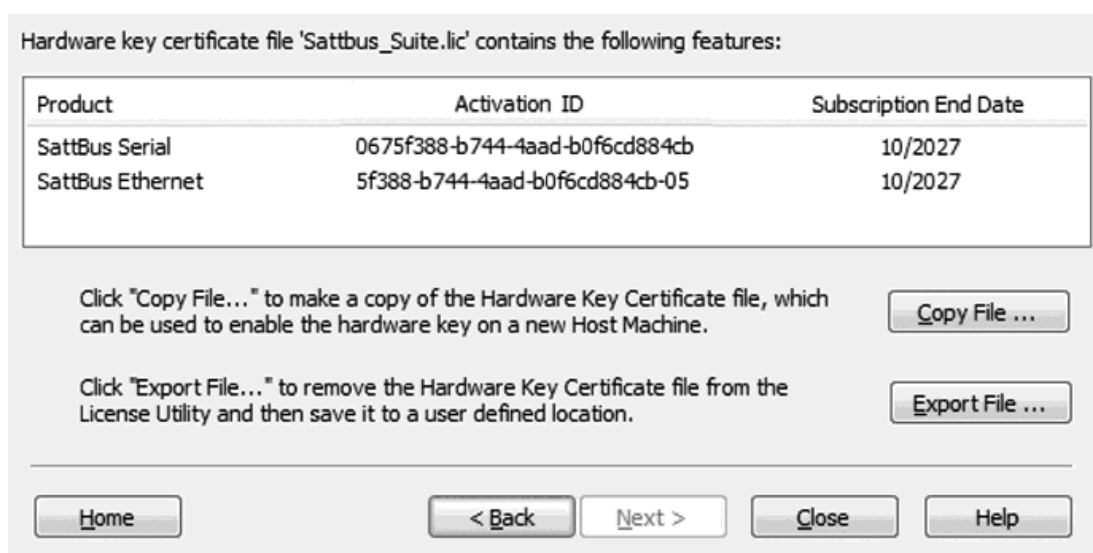 Hardware key certificate file 'Sattbus_Suite.lic' contains the following features:
Product Activation ID Subscription End Date
SattBus Serial 0675f388-b744-4aad-b0f6cd884cb 10/2027
SattBus Ethernet 5f388-b744-4aad-b0f6cd884cb-05 10/2027
Click "Copy File..." to make a copy of the Hardware Key Certificate file, which
can be used to enable the hardware key on a new Host Machine.
Copy File ...
Click "Export File..." to remove the Hardware Key Certificate file from the
License Utility and then save it to a user defined location.
Export File ...
Home < Back Next > Close Help